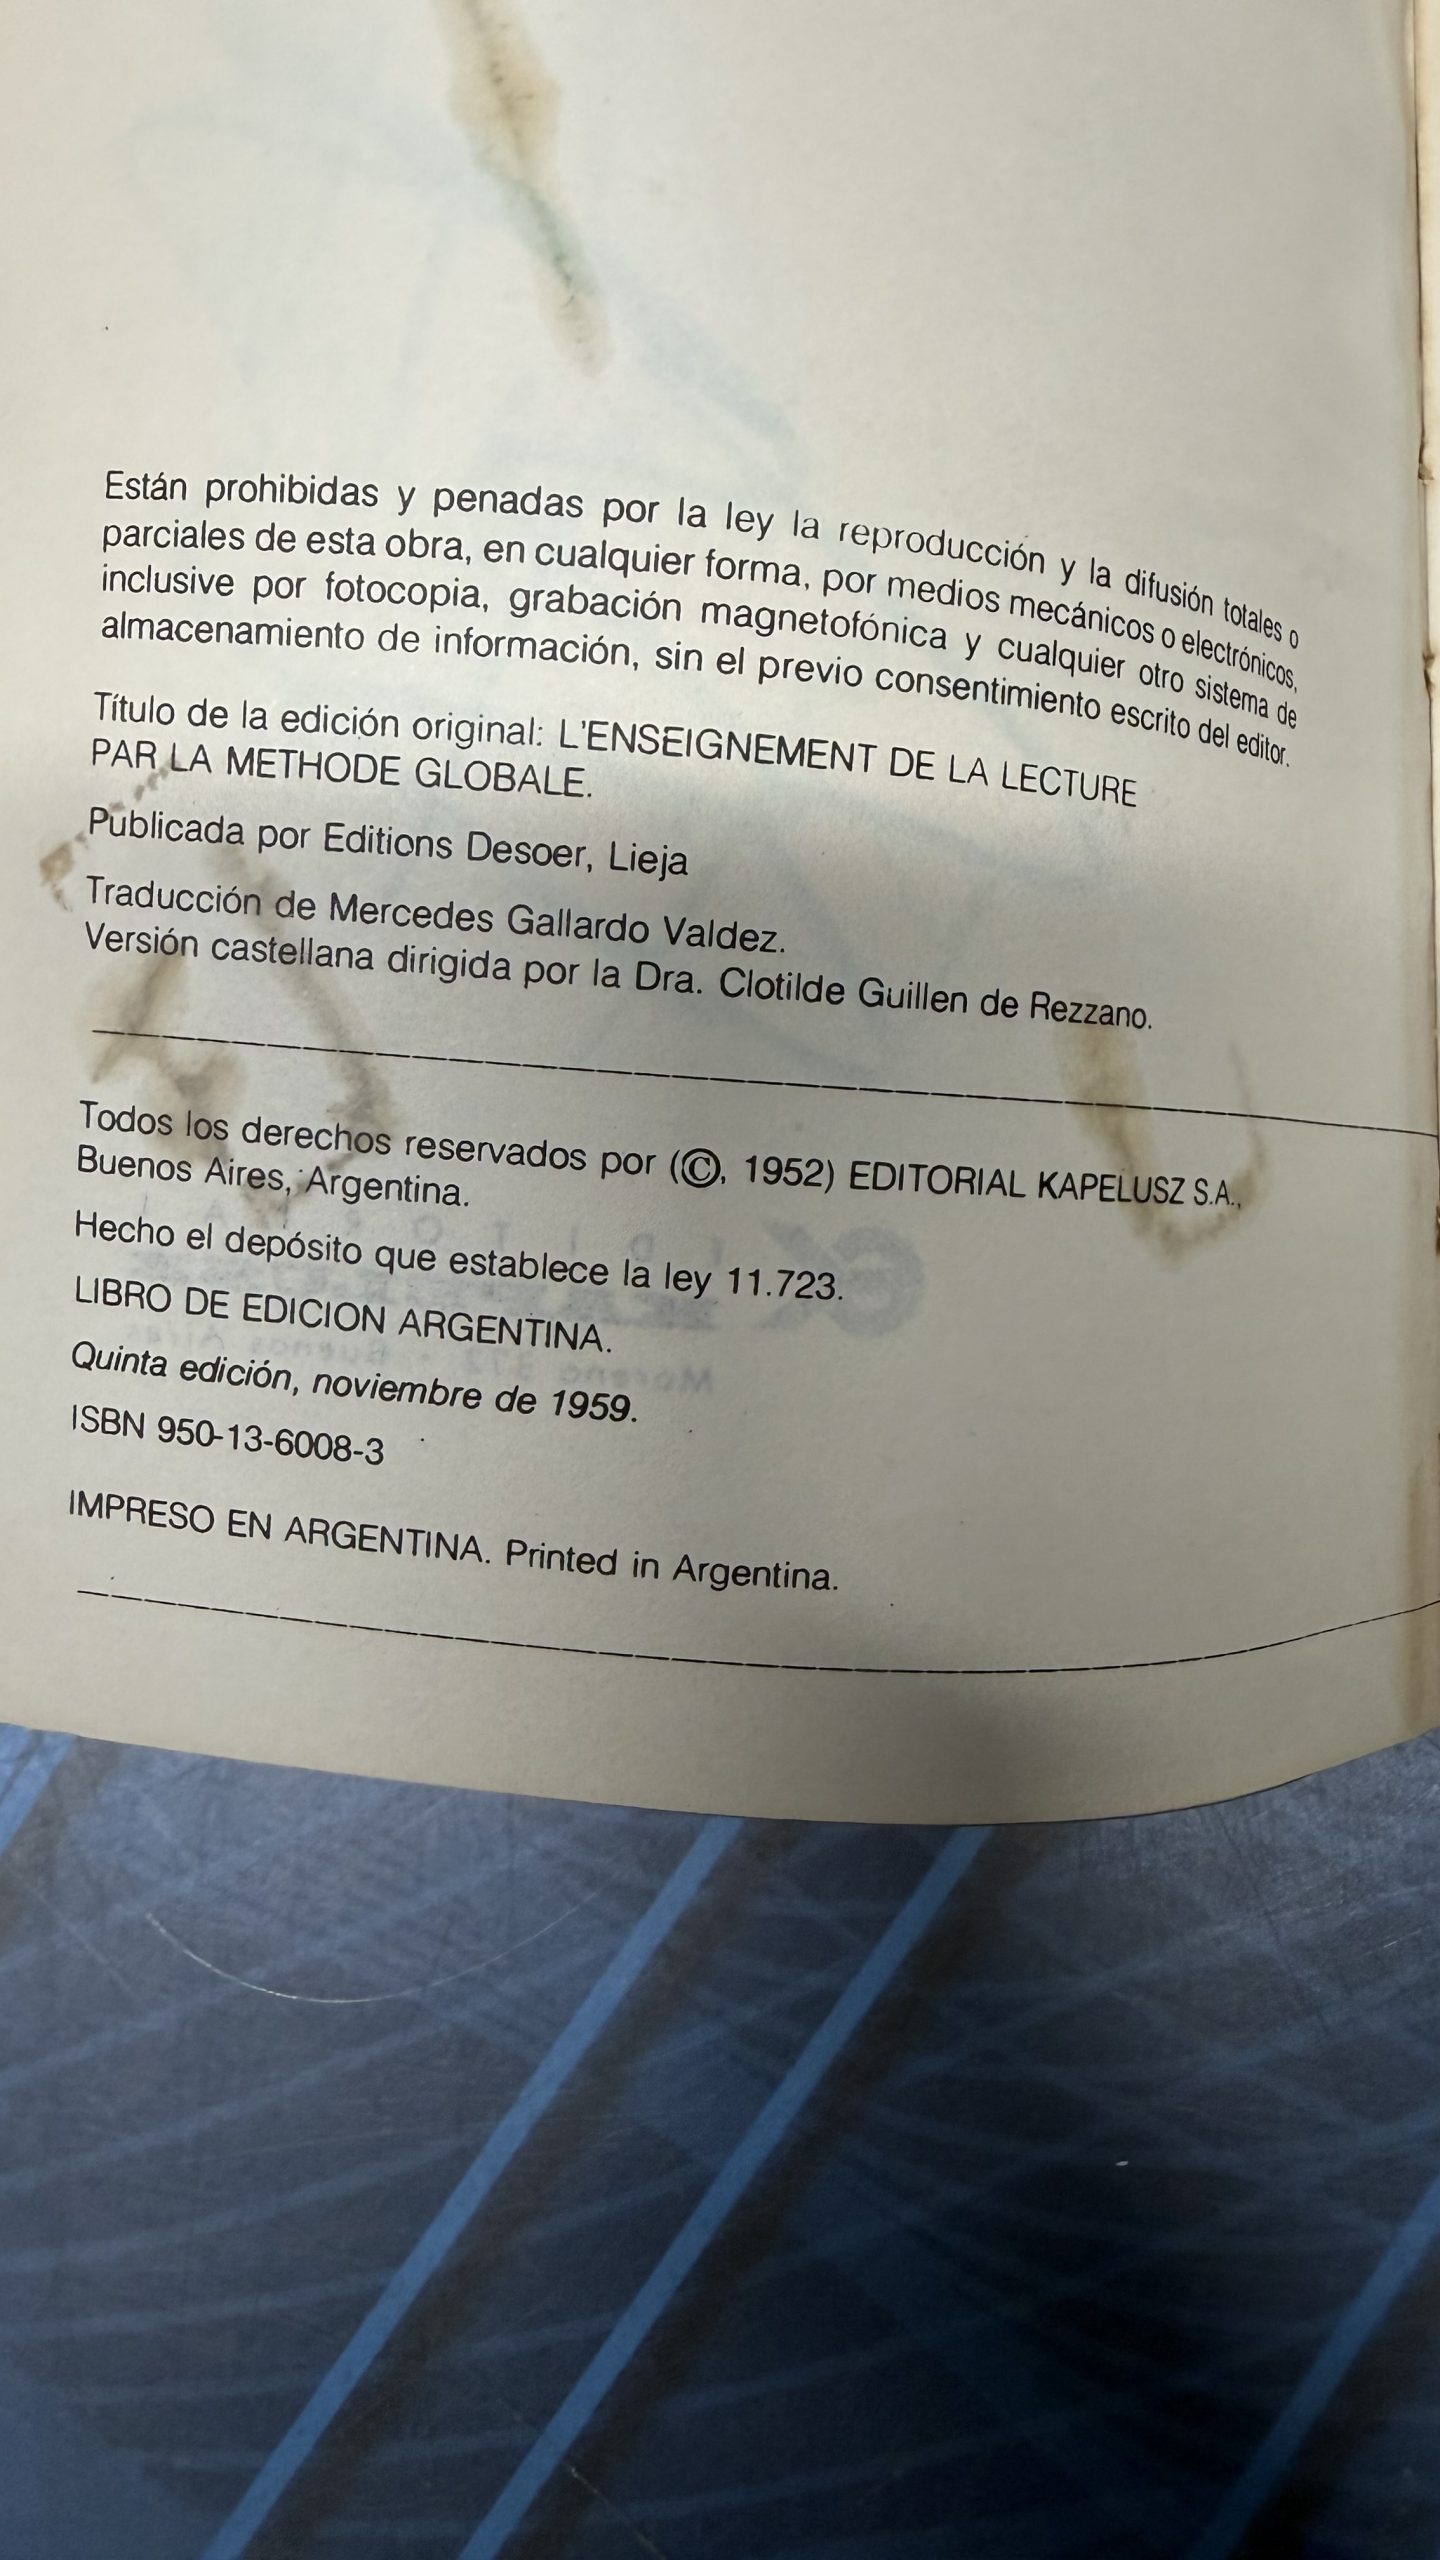 Están prohibidas y penadas por la ley la reproducción y la difusión totales o
parciales de esta obra, en cualquier forma, por medios mecánicos o electrónicos,
inclusive por fotocopia, grabación magnetofónica y cualquier otro sistema de
almacenamiento de información, sin el previo consentimiento escrito del editor.
Título de la edición original: L'ENSEIGNEMENT DE LA LECTURE
PAR LA METHODE GLOBALE.
Publicada por Editions Desoer, Lieja
Traducción de Mercedes Gallardo Valdez.
Versión castellana dirigida por la Dra. Clotilde Guillen de Rezzano.
Todos los derechos reservados por (©, 1952) EDITORIAL KAPELUSZ S.A.,
Buenos Aires, Argentina.
Hecho el depósito que establece la ley 11.723.
LIBRO DE EDICION ARGENTINA.
Quinta edición, noviembre de 1959.
ISBN 950-13-6008-3
IMPRESO EN ARGENTINA. Printed in Argentina.